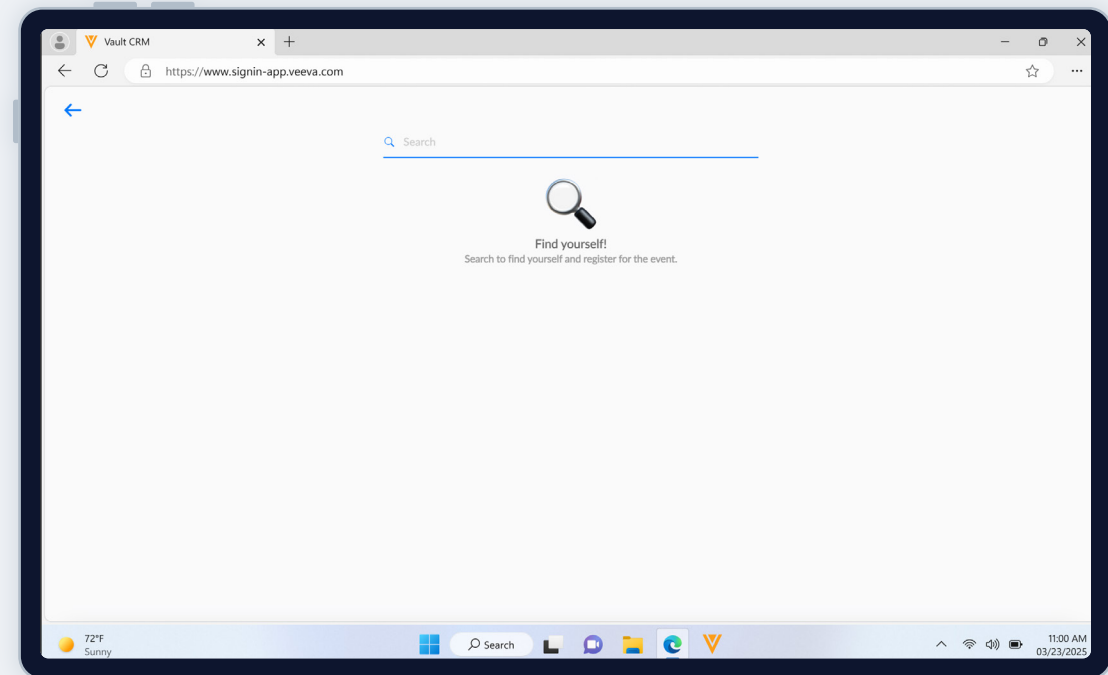 Vault CRM
https://www.signin-app.veeva.com
Search
Find yourself!
Search to find yourself and register for the event.
72°F
Sunny
Search
11:00 AM
03/23/2025